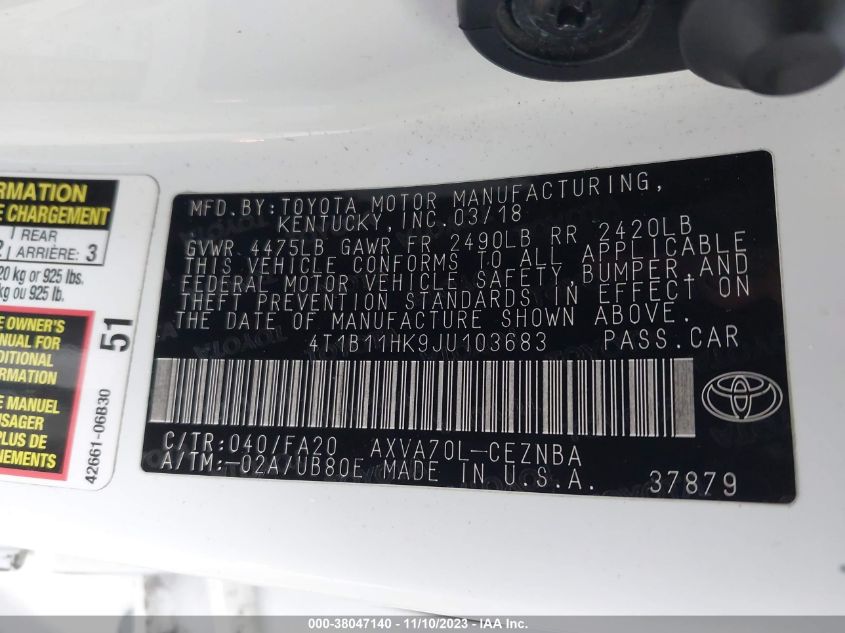 RMATION
E CHARGEMENT
REAR
ARRIÈRE: 3
20 kg or 925 lbs.
kg ou 925 lb.
E OWNER'S
ANUAL FOR
DDITIONAL
ORMATION
E MANUEL
USAGER
PLUS DE
GNEMENTS
51
42661-06B30
MFD.BY:TOYOTA MOTOR MANUFACTURING,
KENTUCKY,INC.03/18
GVWR 4475LB GAWR FR 2490LB RR 2420LB
THIS VEHICLE CONFORMS TO ALL APPLICABLE
FEDERAL MOTOR VEHICLE SAFETY,BUMPER,AND
THEFT PREVENTION STANDARDS IN EFFECT ON
THE DATE OF MANUFACTURE SHOWN ABOVE.
4T1B11HK9JU103683 PASS.CAR
C/TR:040/FA20 AXVA70L-CEZNBA
A/TM:-02A/UB80E MADE IN U.S.A. 37879
000-38047140 - 11/10/2023 - IAA Inc.